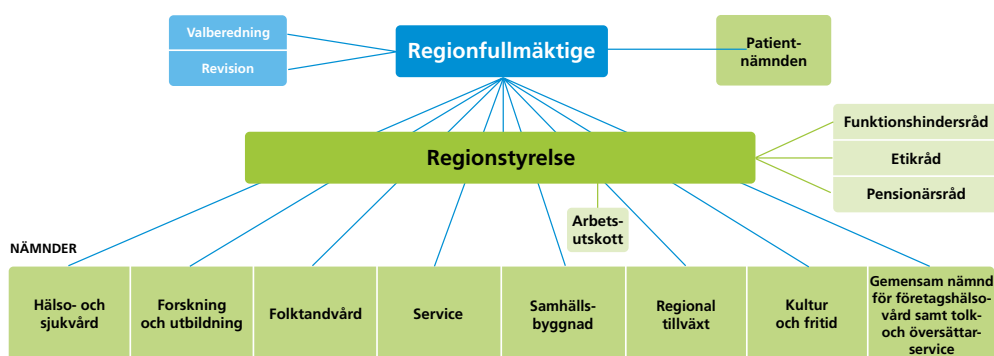 Valberedning
Revision
Regionfullmäktige
Patient-
nämnden
Regionstyrelse
Funktionshindersråd
Etikråd
Pensionärsråd
Arbets-
utskott
NÄMNDER
Hälso- och
sjukvård
Forskning
och utbildning
Folktandvård
Service
Samhälls-
byggnad
Regional
tillväxt
Kultur
och fritid
Gemensam nämnd
för företagshälso-
vård samt tolk-
och översättar-
service